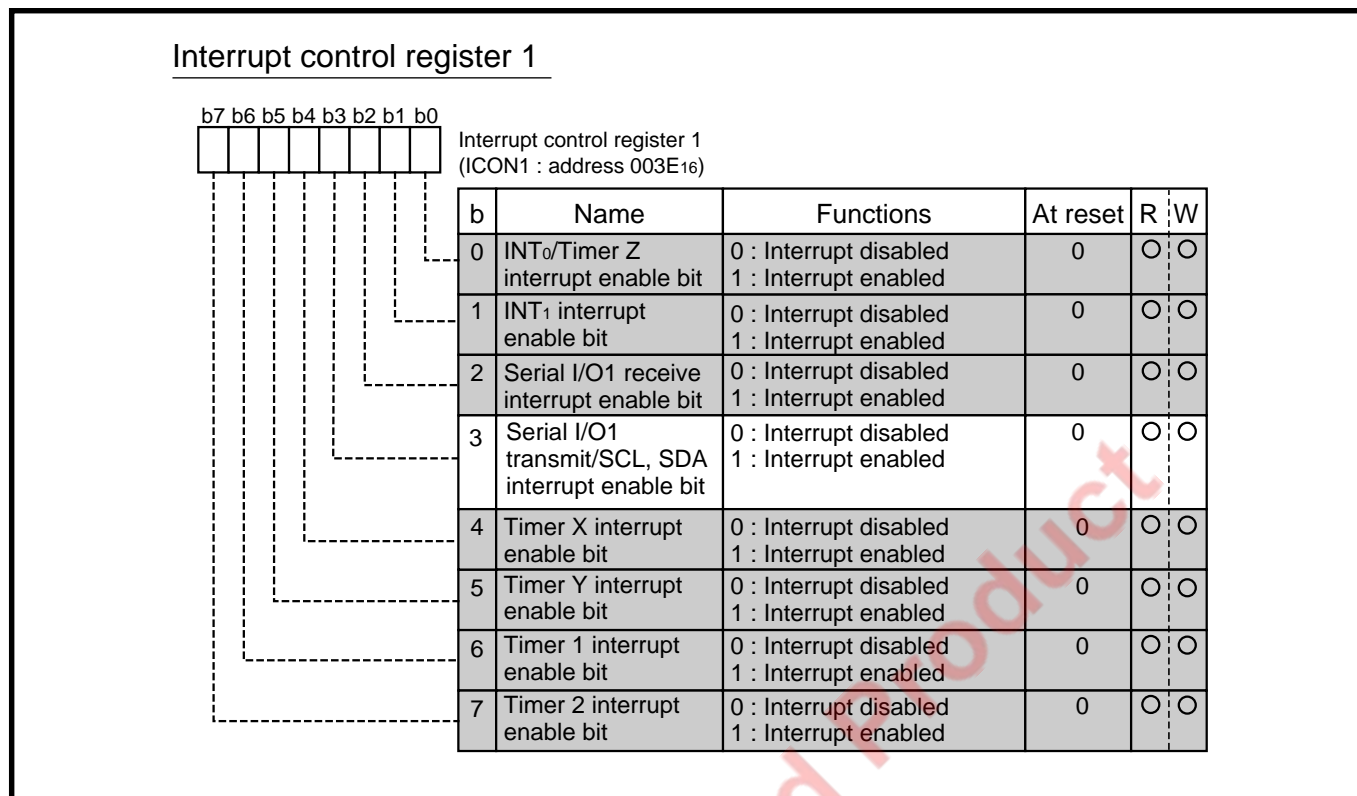 Interrupt control register 1
b7 b6 b5 b4 b3 b2 b1 b0
Interrupt control register 1
(ICON1 : address 003E16)
b Name Functions At reset R W
0 INT0/Timer Z 0 : Interrupt disabled 0 O O
interrupt enable bit 1 : Interrupt enabled
1 INT1 interrupt 0 : Interrupt disabled 0 O O
enable bit 1 : Interrupt enabled
2 Serial I/O1 receive 0 : Interrupt disabled 0 O O
interrupt enable bit 1 : Interrupt enabled
3 Serial I/O1 0 : Interrupt disabled 0 O O
transmit/SCL, SDA 1 : Interrupt enabled
interrupt enable bit
4 Timer X interrupt 0 : Interrupt disabled 0 O O
enable bit 1 : Interrupt enabled
5 Timer Y interrupt 0 : Interrupt disabled 0 O O
enable bit 1 : Interrupt enabled
6 Timer 1 interrupt 0 : Interrupt disabled 0 O O
enable bit 1 : Interrupt enabled
7 Timer 2 interrupt 0 : Interrupt disabled 0 O O
enable bit 1 : Interrupt enabled
d Product